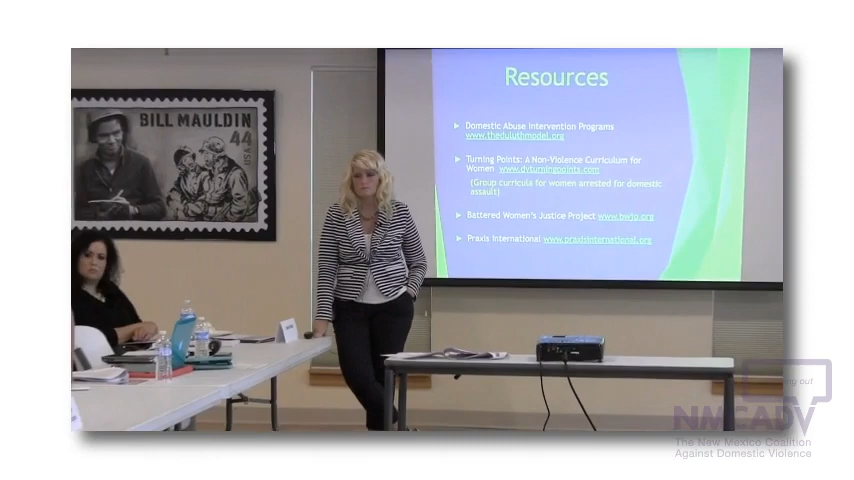 BILL MAULDIN
44
USA
Resources
Domestic Abuse Intervention Programs
www.theduluthmodel.org
Turning Points: A Non-Violence Curriculum for
Women www.dvturningpoints.com
(Group curricula for women arrested for domestic
assault)
Battered Women's Justice Project www.bwjp.org
Praxis International www.praxisinternational.org
out
NMCADV
The New Mexico Coalition
Against Domestic Violence